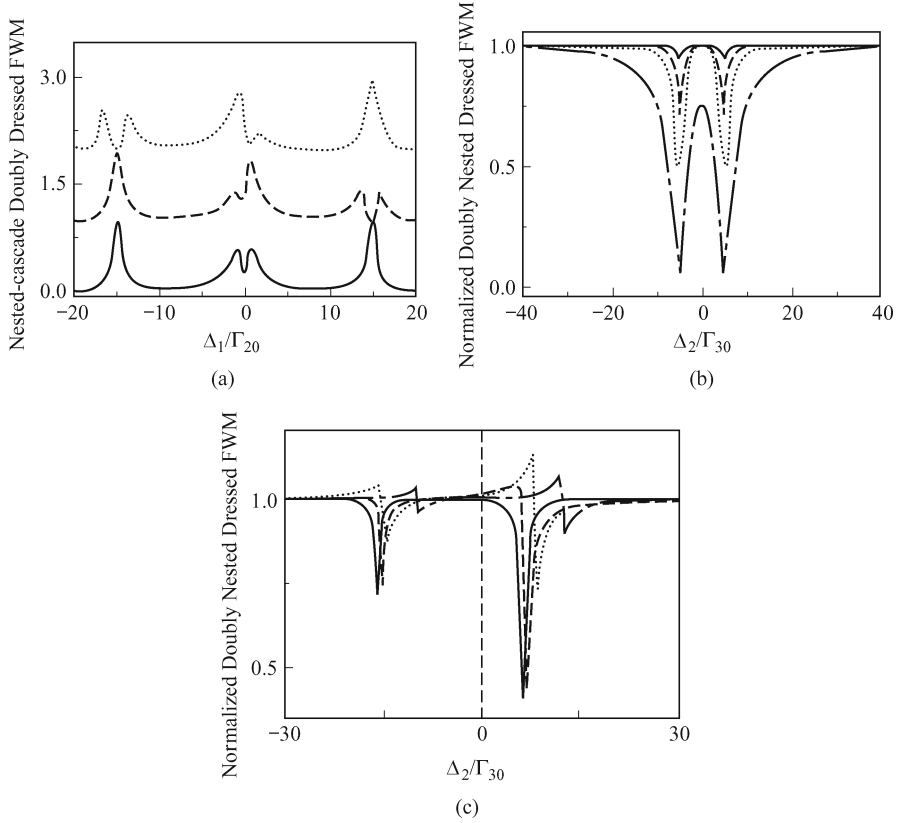 Nested-cascade Doubly Dressed FWM
3.0
1.5
0.0
−20
−10
0
10
20
Δ₁/Γ₂₀
(a)
Normalized Doubly Nested Dressed FWM
1.0
0.5
0.0
−40
−20
0
20
40
Δ₂/Γ₃₀
(b)
Normalized Doubly Nested Dressed FWM
1.0
0.5
−30
0
30
Δ₂/Γ₃₀
(c)